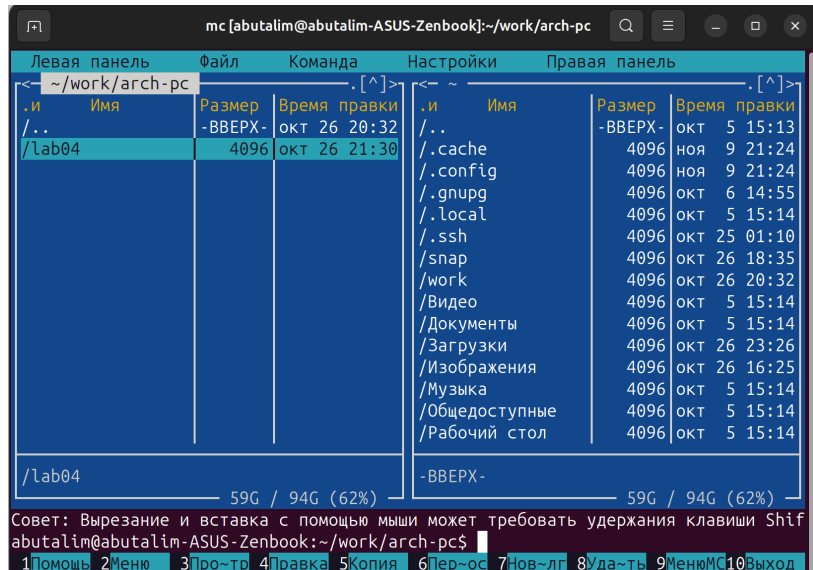 mc [abutalim@abutalim-ASUS-Zenbook]:~/work/arch-pc
Левая панель Файл Команда Настройки Правая панель
<- ~/work/arch-pc .[^]>
.и Имя Размер Время правки
/.. -ВВЕРХ- окт 26 20:32
/lab04 4096 окт 26 21:30
/lab04
59G / 94G (62%)
<- ~ .[^]>
.и Имя Размер Время правки
/.. -ВВЕРХ- окт 5 15:13
/.cache 4096 ноя 9 21:24
/.config 4096 ноя 9 21:24
/.gnupg 4096 окт 6 14:55
/.local 4096 окт 5 15:14
/.ssh 4096 окт 25 01:10
/snap 4096 окт 26 18:35
/work 4096 окт 26 20:32
/Видео 4096 окт 5 15:14
/Документы 4096 окт 5 15:14
/Загрузки 4096 окт 26 23:26
/Изображения 4096 окт 26 16:25
/Музыка 4096 окт 5 15:14
/Общедоступные 4096 окт 5 15:14
/Рабочий стол 4096 окт 5 15:14
-ВВЕРХ-
59G / 94G (62%)
Совет: Вырезание и вставка с помощью мыши может требовать удержания клавиши Shif
abutalim@abutalim-ASUS-Zenbook:~/work/arch-pc$
1Помощь 2Меню 3Про~тр 4Правка 5Копия 6Пер~ос 7Нов~лг 8Уда~ть 9МенюMC 10Выход